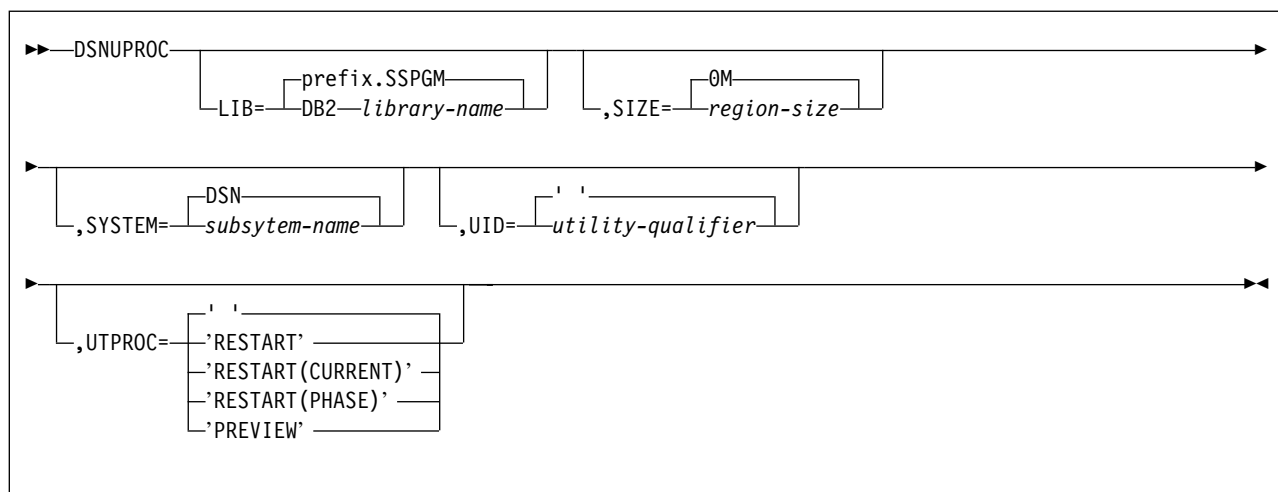 DSNUPROC
prefix.SSPGM
0M
LIB= DB2 library-name
,SIZE= region-size
DSN
' '
,SYSTEM= subsytem-name
,UID= utility-qualifier
' '
,UTPROC= ’RESTART’
’RESTART(CURRENT)’
’RESTART(PHASE)’
’PREVIEW’